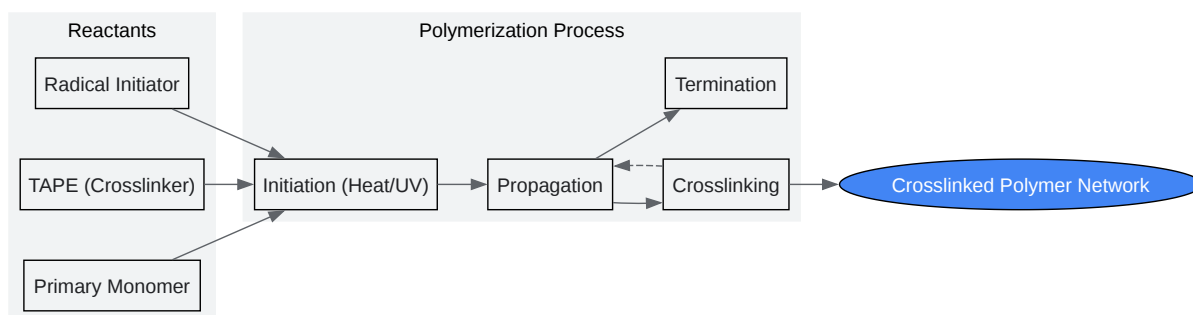 Reactants
Polymerization Process
Radical Initiator
Termination
TAPE (Crosslinker)
Initiation (Heat/UV)
Propagation
Crosslinking
Crosslinked Polymer Network
Primary Monomer